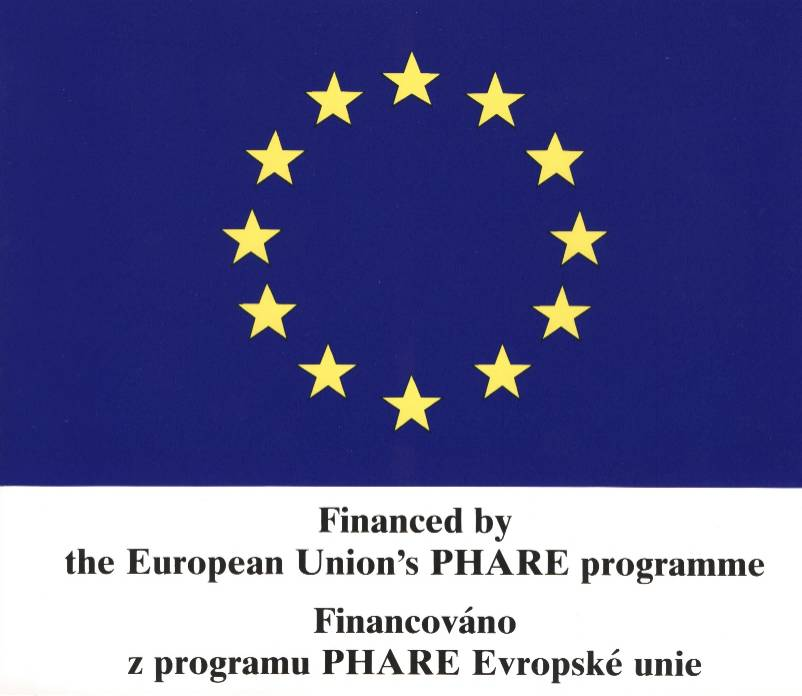 Financed by
the European Union's PHARE programme
Financováno
z programu PHARE Evropské unie